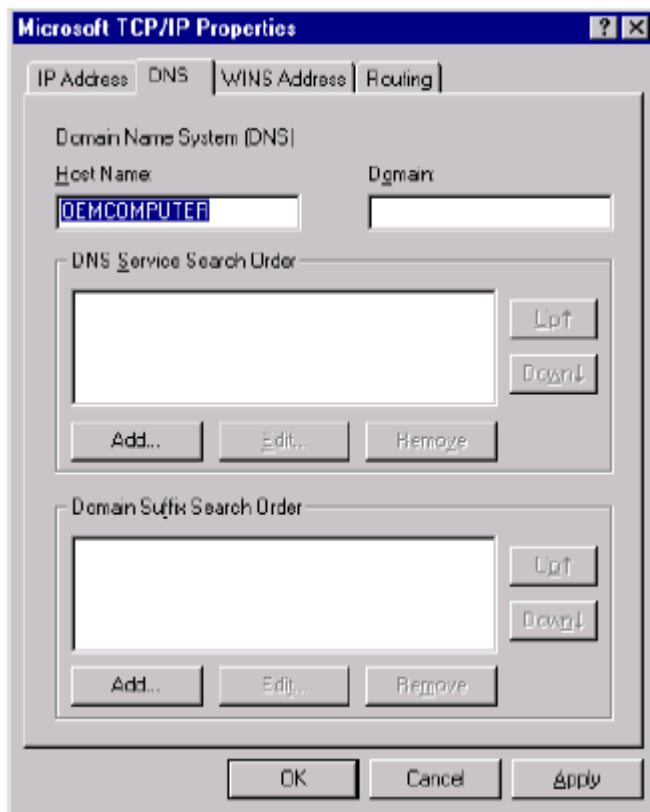 Microsoft TCP/IP Properties
? X
IP Address DNS WINS Address Routing
Domain Name System (DNS)
Host Name: Domain:
OEMCOMPUTER
DNS Service Search Order
Up↑
Down↓
Add... Edit... Remove
Domain Suffix Search Order
Up↑
Down↓
Add... Edit... Remove
OK Cancel Apply